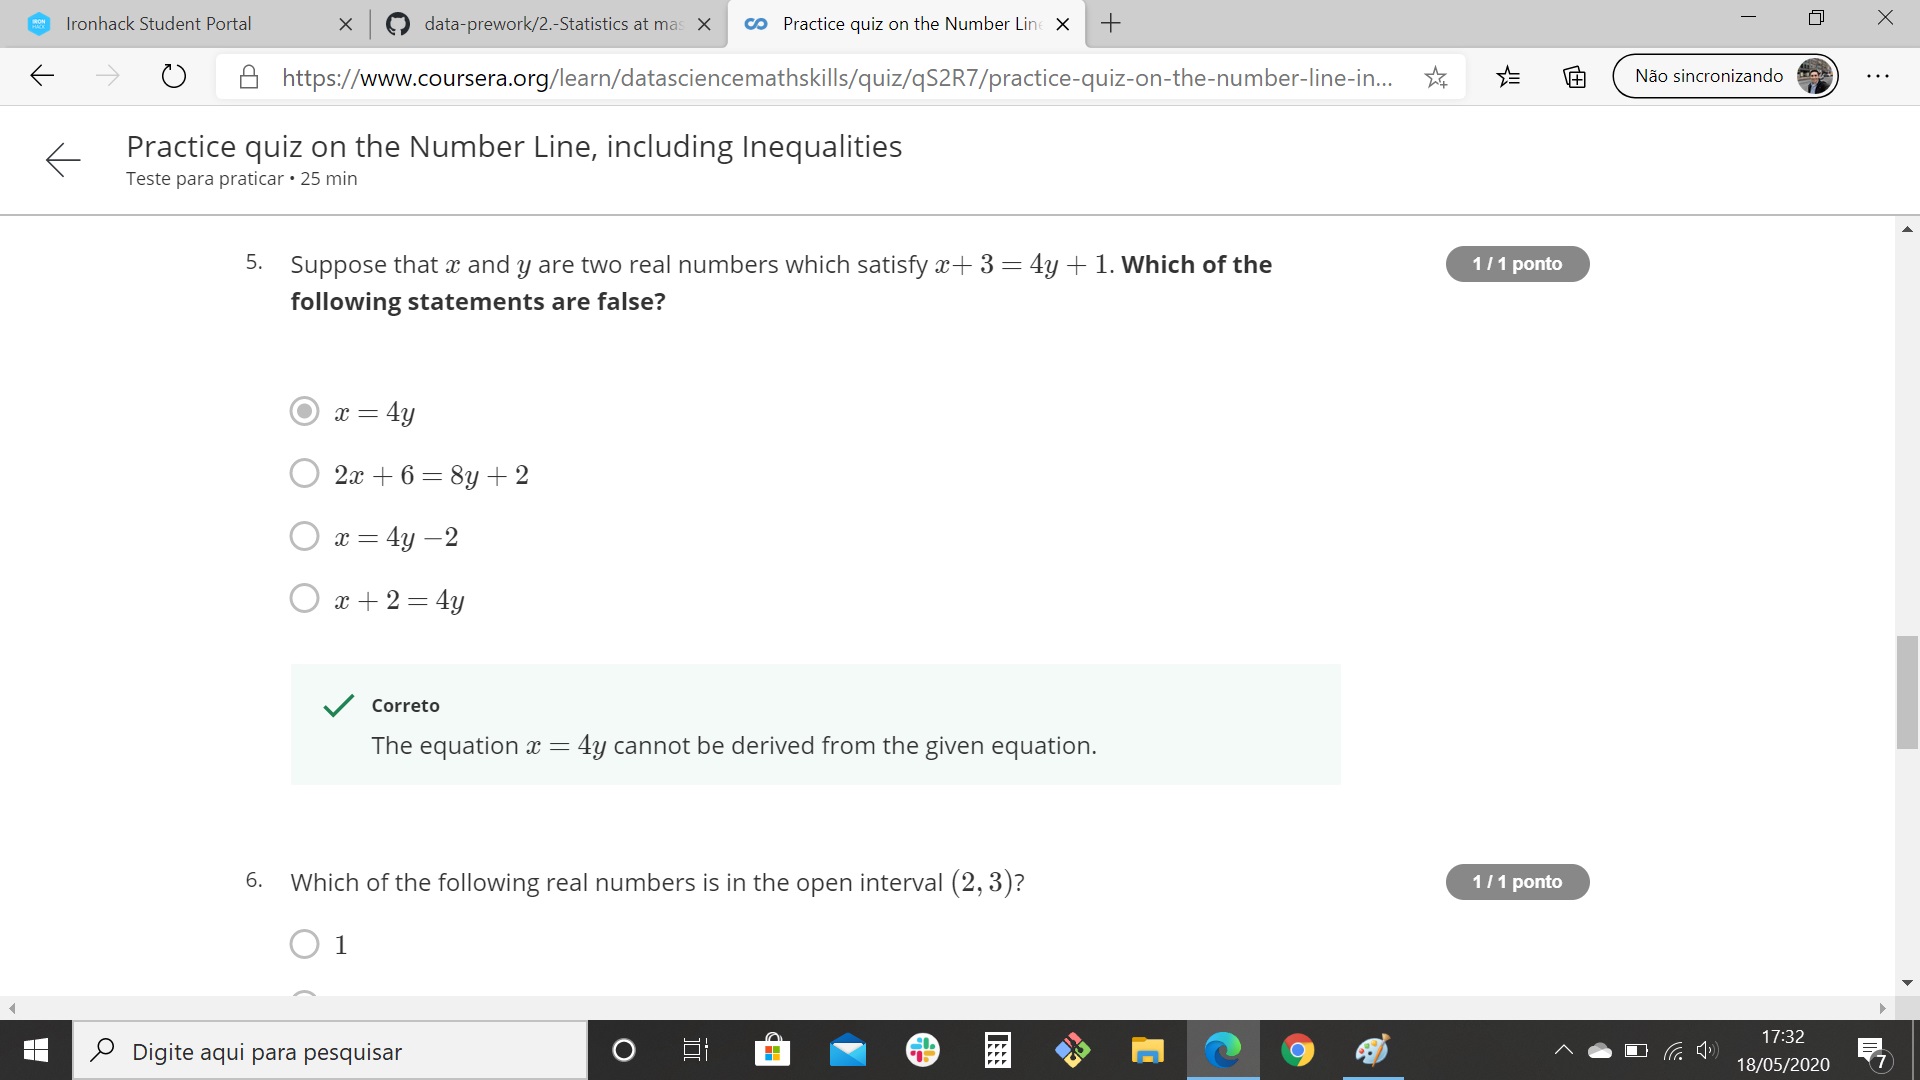 Ironhack Student Portal
data-prework/2.-Statistics at mas
Practice quiz on the Number Line
https://www.coursera.org/learn/datasciencemathskills/quiz/qS2R7/practice-quiz-on-the-number-line-in...
Não sincronizando
Practice quiz on the Number Line, including Inequalities
Teste para praticar • 25 min
5. Suppose that x and y are two real numbers which satisfy x+ 3 = 4y + 1. Which of the
following statements are false?
1 / 1 ponto
x = 4y
2x + 6 = 8y + 2
x = 4y −2
x + 2 = 4y
Correto
The equation x = 4y cannot be derived from the given equation.
6. Which of the following real numbers is in the open interval (2, 3)?
1 / 1 ponto
1
Digite aqui para pesquisar
17:32
18/05/2020
7